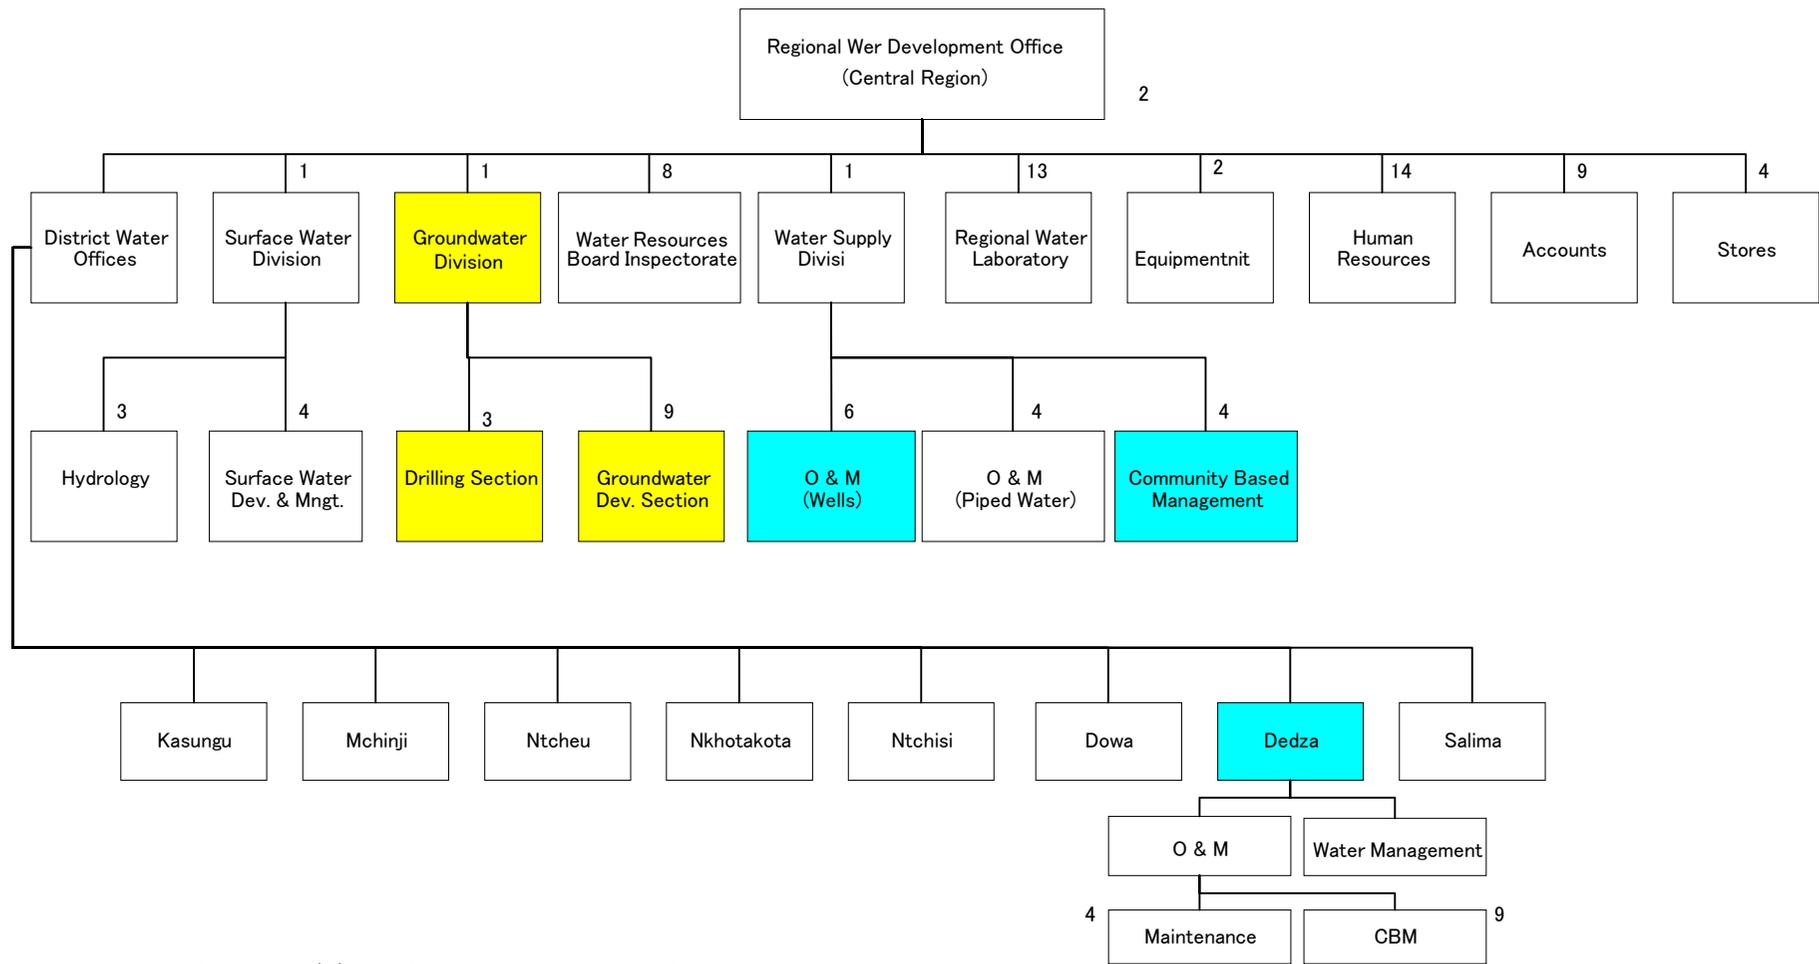 Regional Wer Development Office
(Central Region)
2
1
1
8
1
13
2
14
9
4
District Water
Offices
Surface Water
Division
Groundwater
Division
Water Resources
Board Inspectorate
Water Supply
Divisi
Regional Water
Laboratory
Equipmentnit
Human
Resources
Accounts
Stores
3
4
3
9
6
4
4
Hydrology
Surface Water
Dev. & Mngt.
Drilling Section
Groundwater
Dev. Section
O & M
(Wells)
O & M
(Piped Water)
Community Based
Management
Kasungu
Mchinji
Ntcheu
Nkhotakota
Ntchisi
Dowa
Dedza
Salima
O & M
Water Management
4
Maintenance
CBM
9